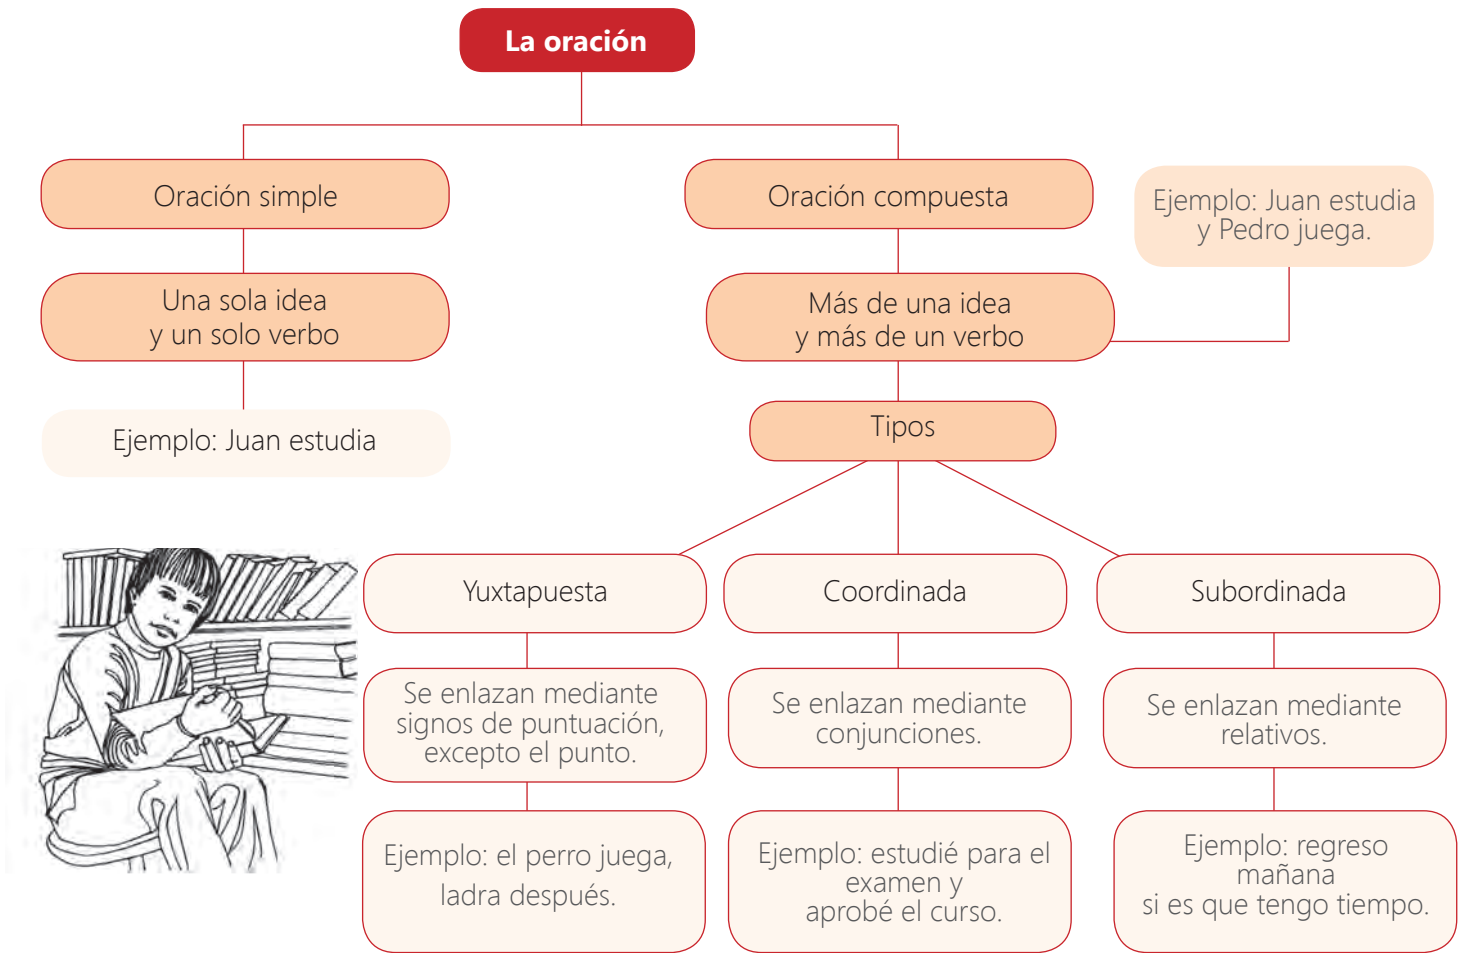 La oración
Oración simple
Oración compuesta
Ejemplo: Juan estudia
y Pedro juega.
Una sola idea
y un solo verbo
Más de una idea
y más de un verbo
Ejemplo: Juan estudia
Tipos
Yuxtapuesta
Coordinada
Subordinada
Se enlazan mediante
signos de puntuación,
excepto el punto.
Se enlazan mediante
conjunciones.
Se enlazan mediante
relativos.
Ejemplo: el perro juega,
ladra después.
Ejemplo: estudié para el
examen y
aprobé el curso.
Ejemplo: regreso
mañana
si es que tengo tiempo.